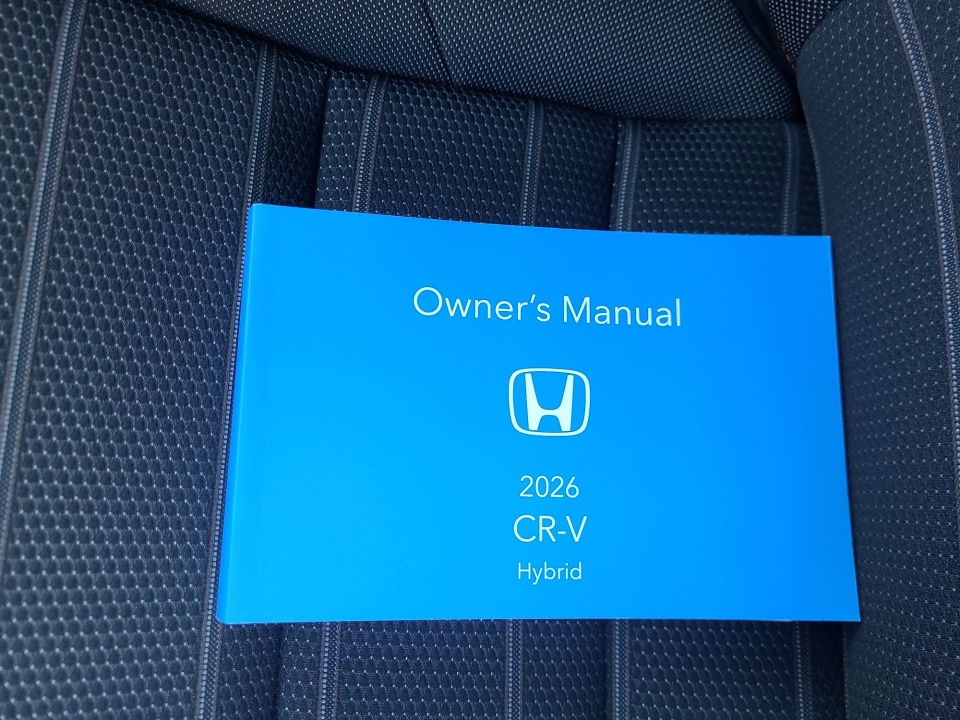 Owner's Manual
2026
CR-V
Hybrid